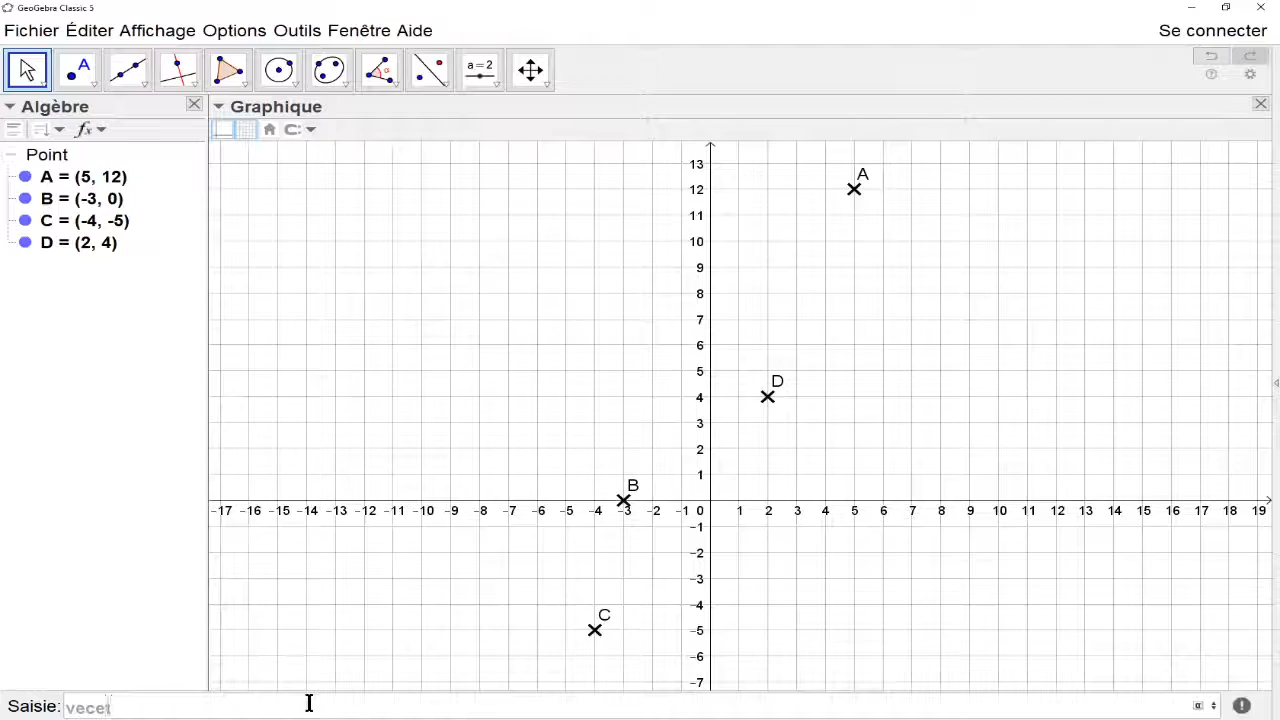 GeoGebra Classic 5
Fichier Éditer Affichage Options Outils Fenêtre Aide
Se connecter
A
a = 2
Algèbre
Graphique
fx
Point
A = (5, 12)
B = (-3, 0)
C = (-4, -5)
D = (2, 4)
13
12
11
10
9
8
7
6
5
4
3
2
1
A
D
B
C
-17 -16 -15 -14 -13 -12 -11 -10 -9 -8 -7 -6 -5 -4 -3 -2 -1 0 1 2 3 4 5 6 7 8 9 10 11 12 13 14 15 16 17 18 19
-1
-2
-3
-4
-5
-6
-7
Saisie: vecet
α